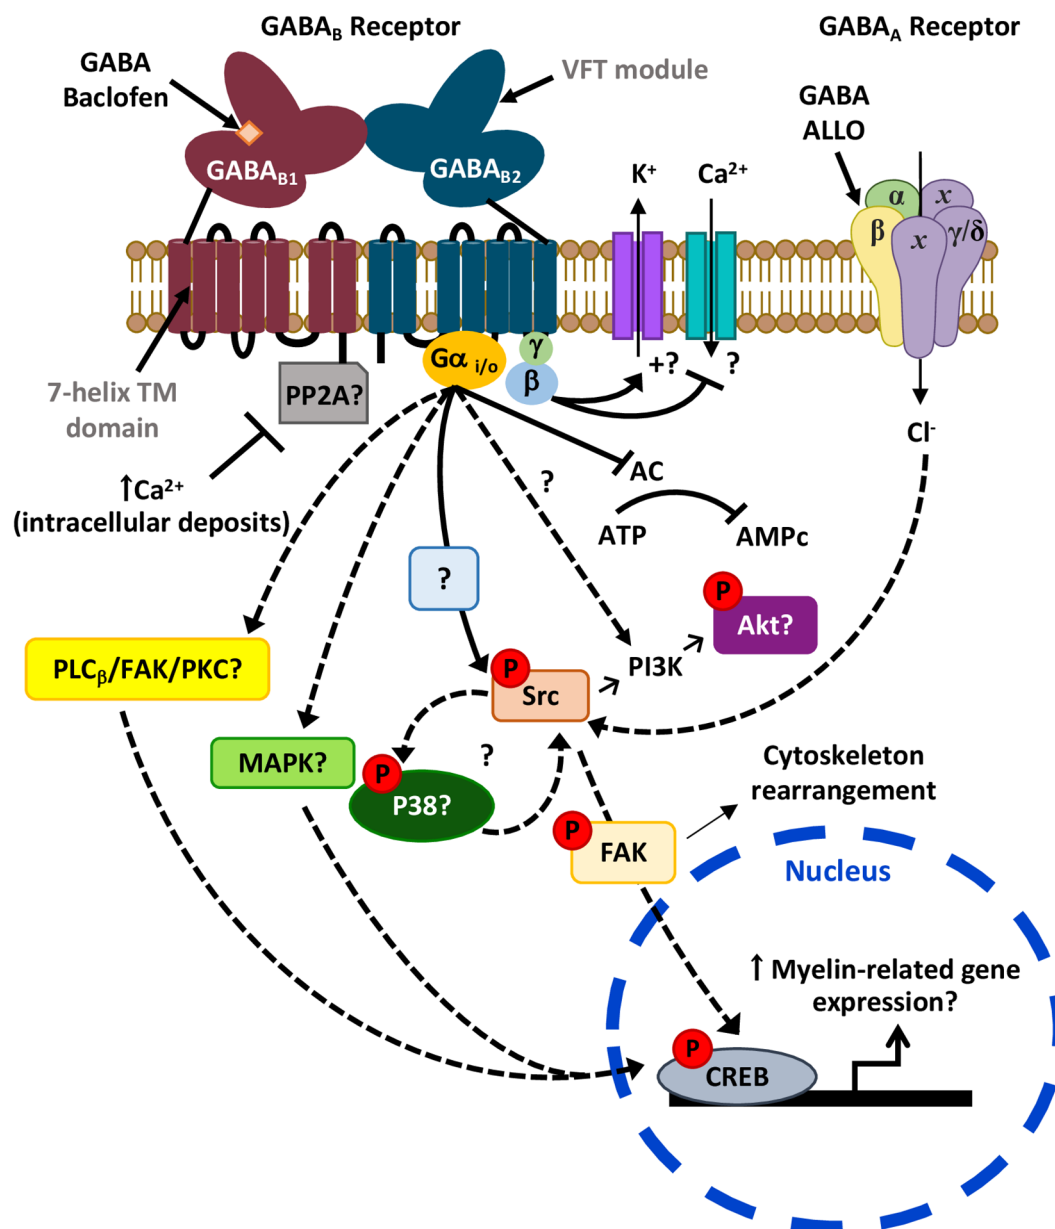 GABAB Receptor
GABAA Receptor
GABA
Baclofen
VFT module
GABAB1
GABAB2
GABA
ALLO
K+
Ca2+
α
x
β
x
γ/δ
Gα i/o
γ
β
+?
?
PP2A?
7-helix TM
domain
↑Ca2+
(intracellular deposits)
Cl-
?
AC
ATP
AMPc
?
P
Akt?
PLCβ/FAK/PKC?
PI3K
P
Src
MAPK?
P
P38?
?
Cytoskeleton
rearrangement
P
FAK
Nucleus
↑ Myelin-related gene
expression?
P
CREB